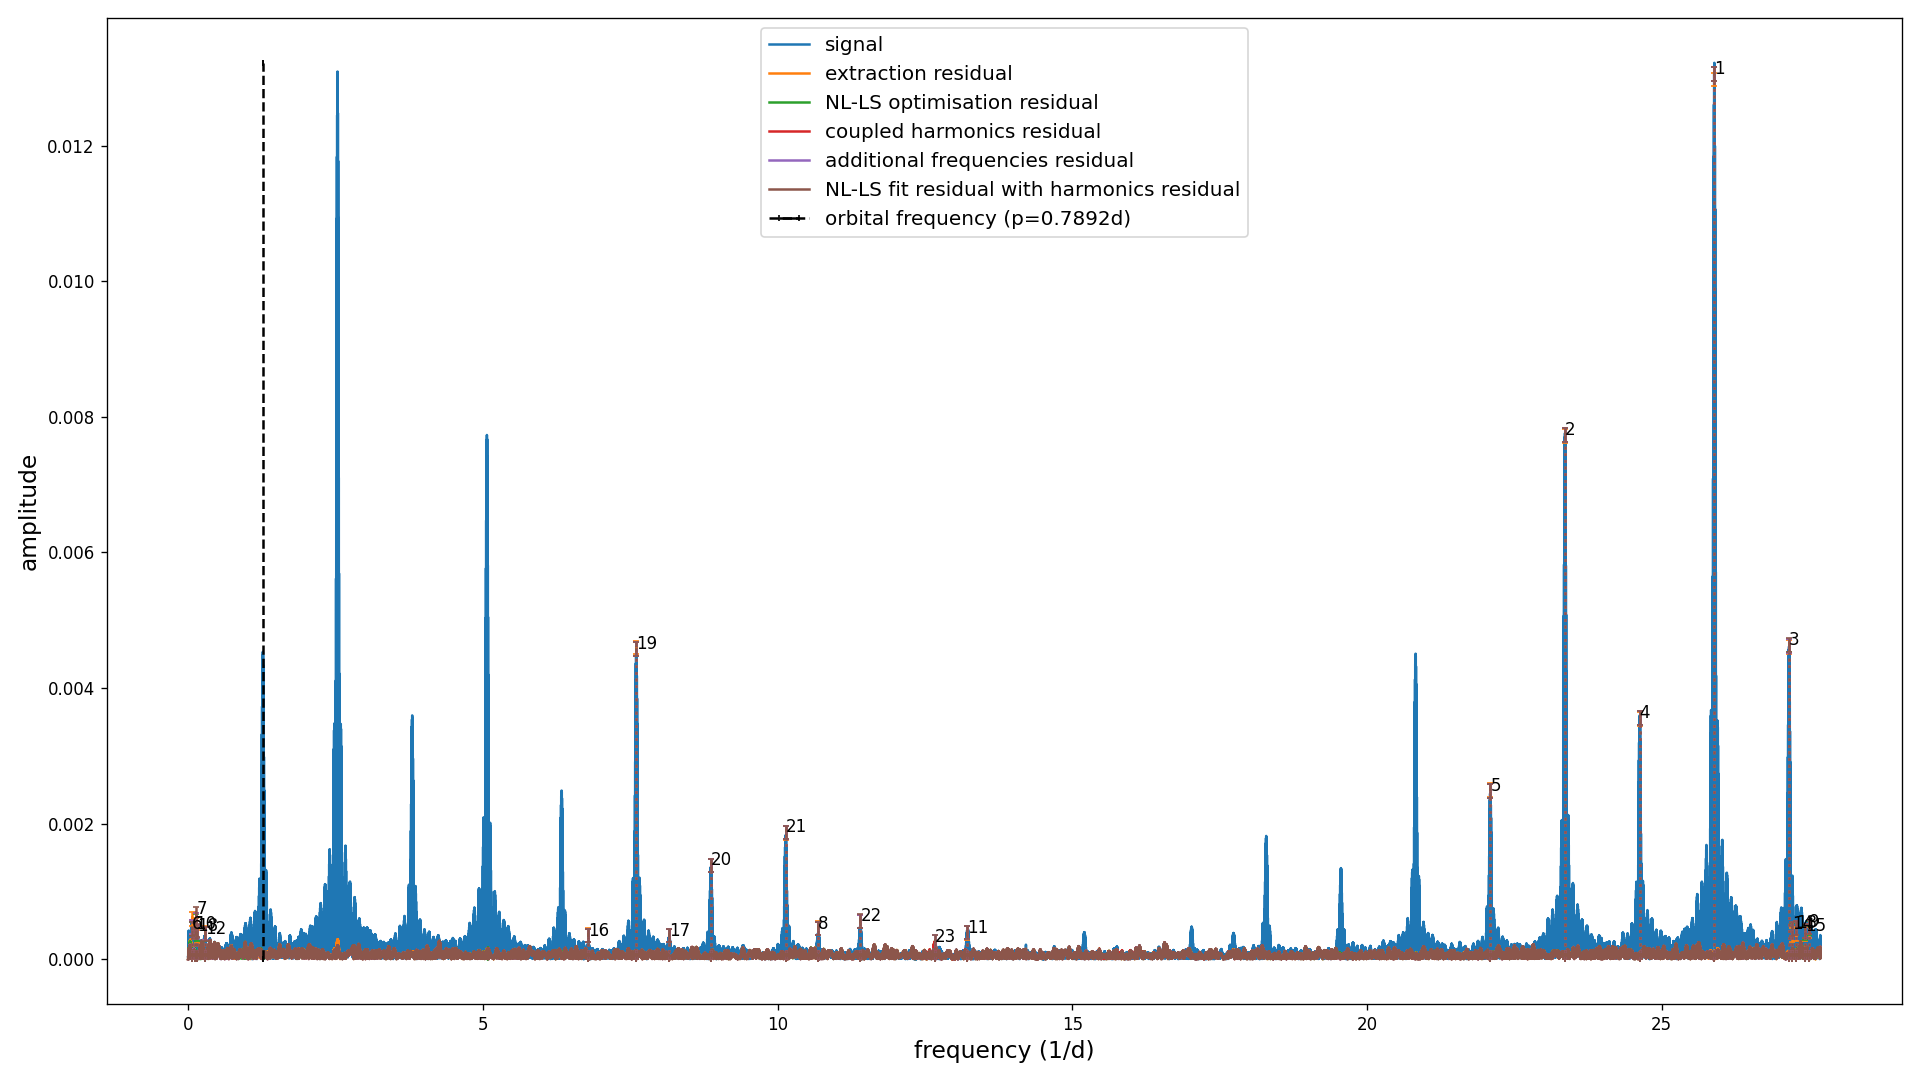 signal
extraction residual
NL-LS optimisation residual
coupled harmonics residual
additional frequencies residual
NL-LS fit residual with harmonics residual
orbital frequency (p=0.7892d)
amplitude
0.012
0.010
0.008
0.006
0.004
0.002
0.000
1
2
3
4
5
19
21
20
7
12
16
17
8
22
23
11
15
0 5 10 15 20 25
frequency (1/d)